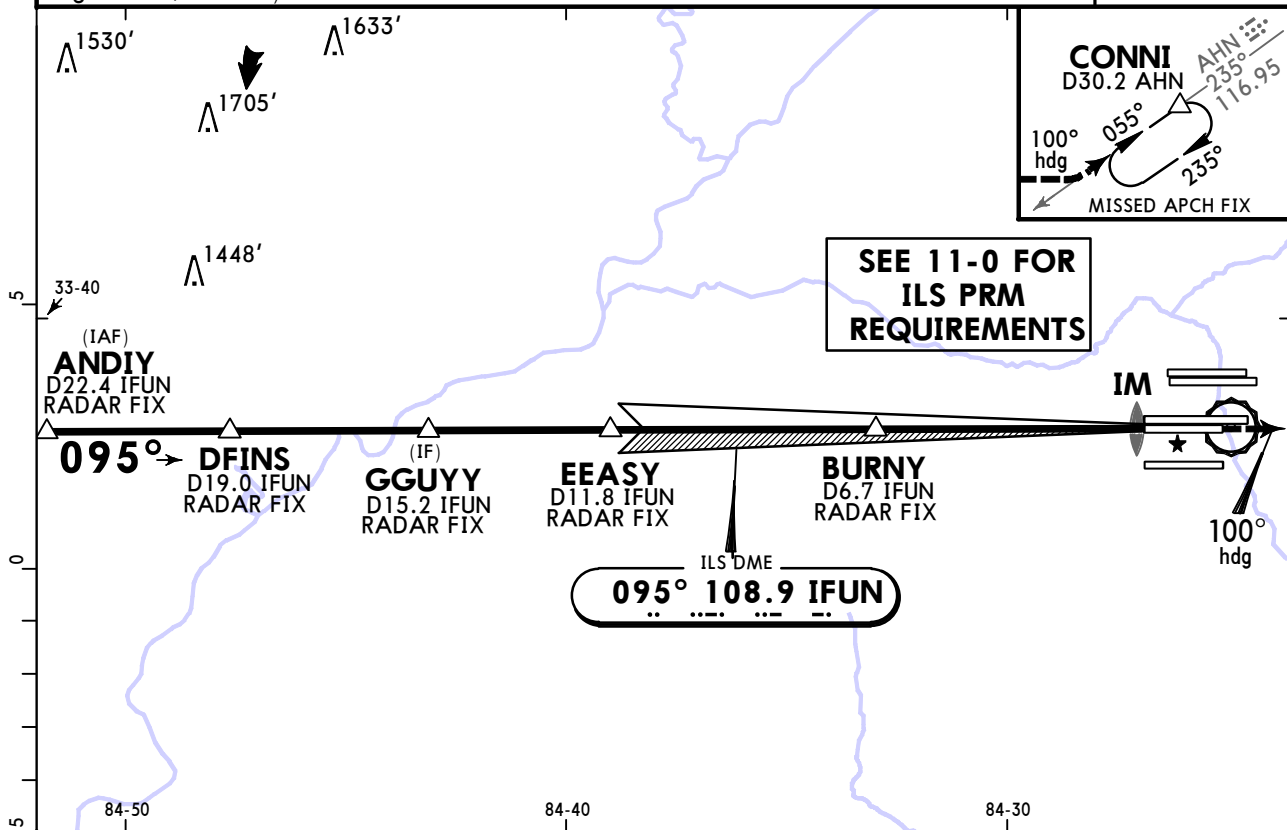 1530'
1633'
1705'
1448'
CONNI
D30.2 AHN
AHN
235°
116.95
055°
235°
100°
hdg
MISSED APCH FIX
SEE 11-0 FOR
ILS PRM
REQUIREMENTS
5
33-40
(IAF)
ANDIY
D22.4 IFUN
RADAR FIX
095°
DFINS
D19.0 IFUN
RADAR FIX
(IF)
GGUYY
D15.2 IFUN
RADAR FIX
EEASY
D11.8 IFUN
RADAR FIX
BURNY
D6.7 IFUN
RADAR FIX
IM
100°
hdg
ILS DME
095° 108.9 IFUN
0
5
84-50
84-40
84-30